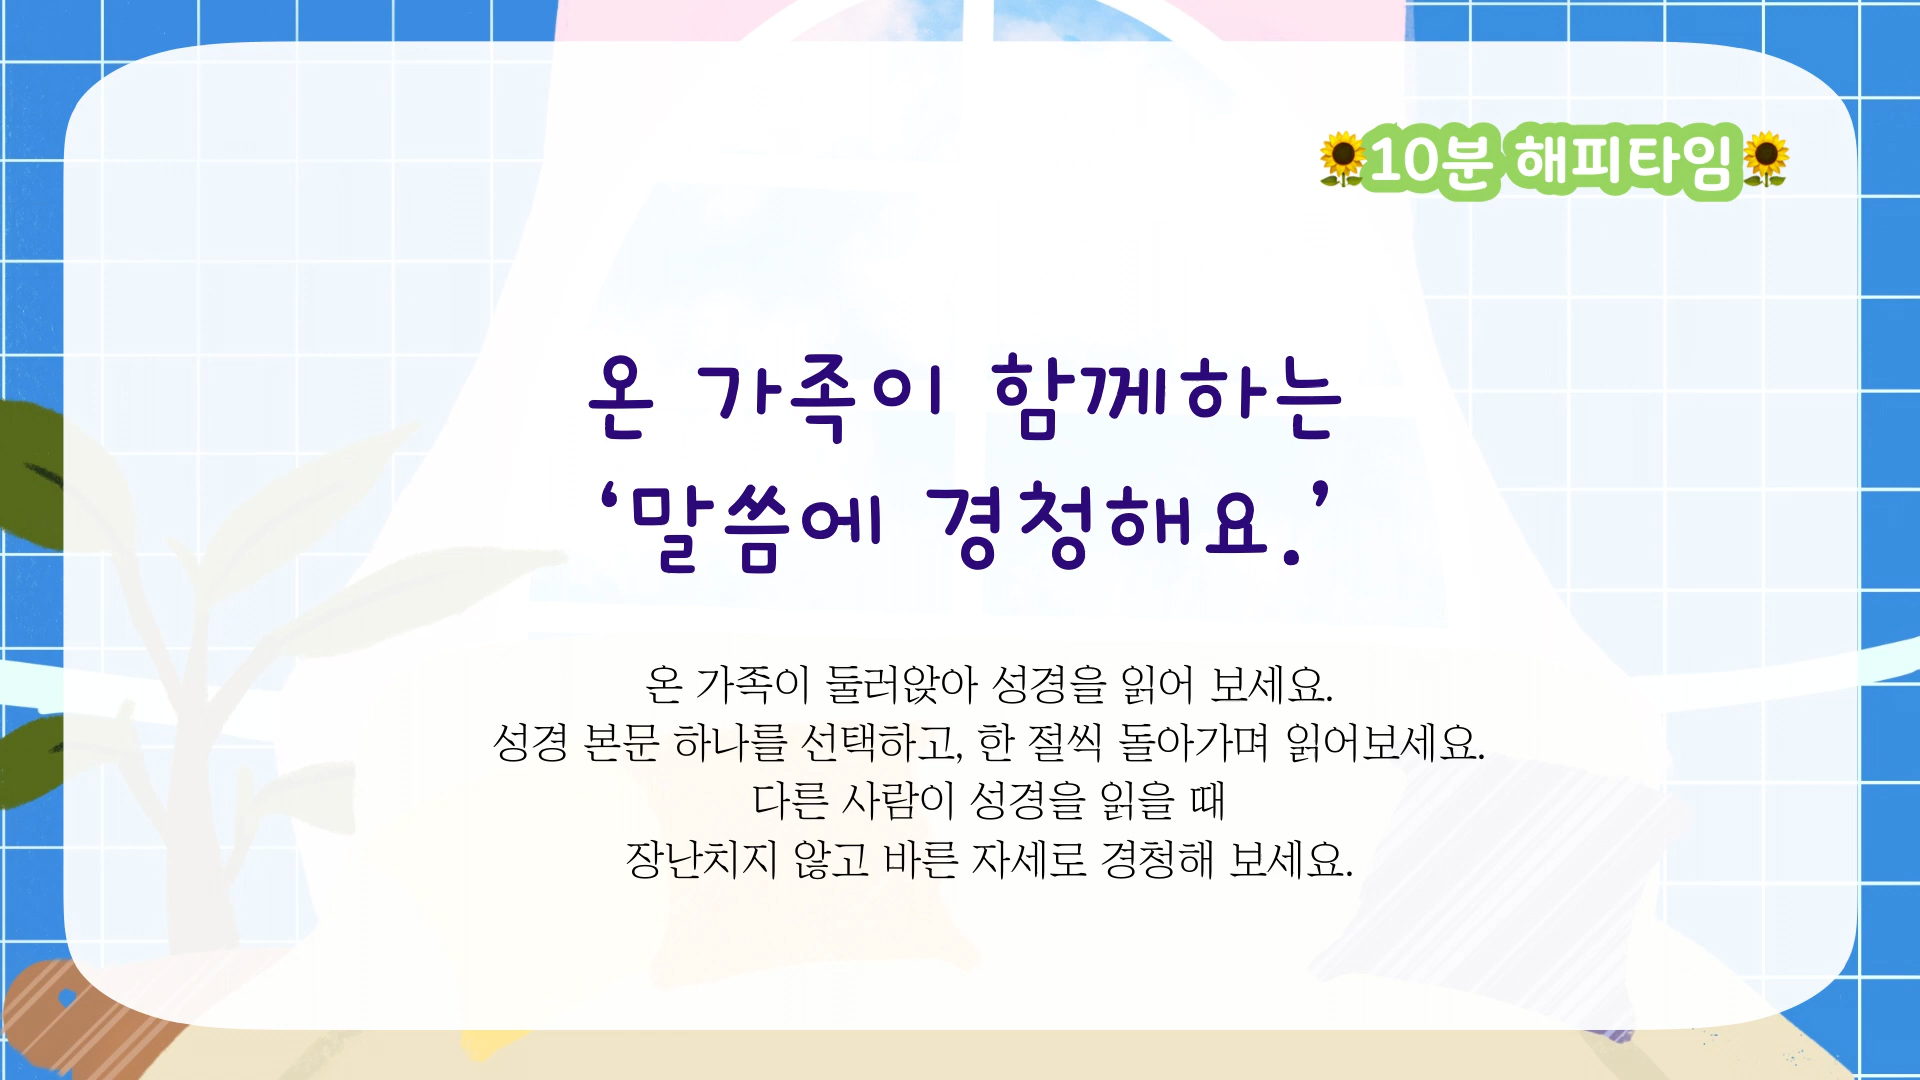 🌻10분 해피타임🌻
온 가족이 함께하는
‘말씀에 경청해요.’
온 가족이 둘러앉아 성경을 읽어 보세요.
성경 본문 하나를 선택하고, 한 절씩 돌아가며 읽어보세요.
다른 사람이 성경을 읽을 때
장난치지 않고 바른 자세로 경청해 보세요.